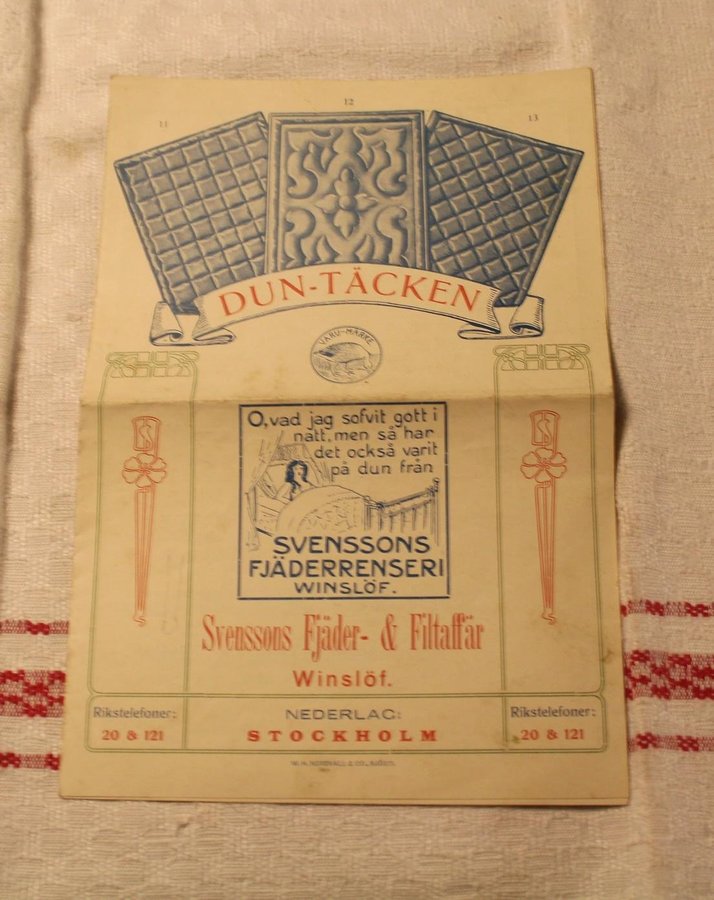 11 12 13
DUN-TÄCKEN
VARU-MÄRKE
O, vad jag sofvit gott i
natt, men så har
det också varit
på dun från
SVENSSONS
FJÄDERRENSERI
WINSLÖF.
Svenssons Fjäder- & Filtaffär
Winslöf.
Rikstelefoner:
20 & 121
NEDERLAG:
STOCKHOLM
Rikstelefoner:
20 & 121
& CO.,